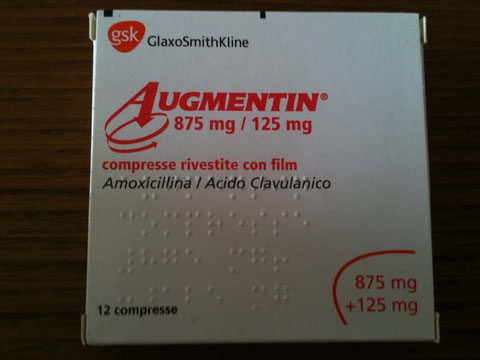 gsk GlaxoSmithKline
AUGMENTIN®
875 mg / 125 mg
compresse rivestite con film
Amoxicillina / Acido Clavulanico
875 mg
+125 mg
12 compresse